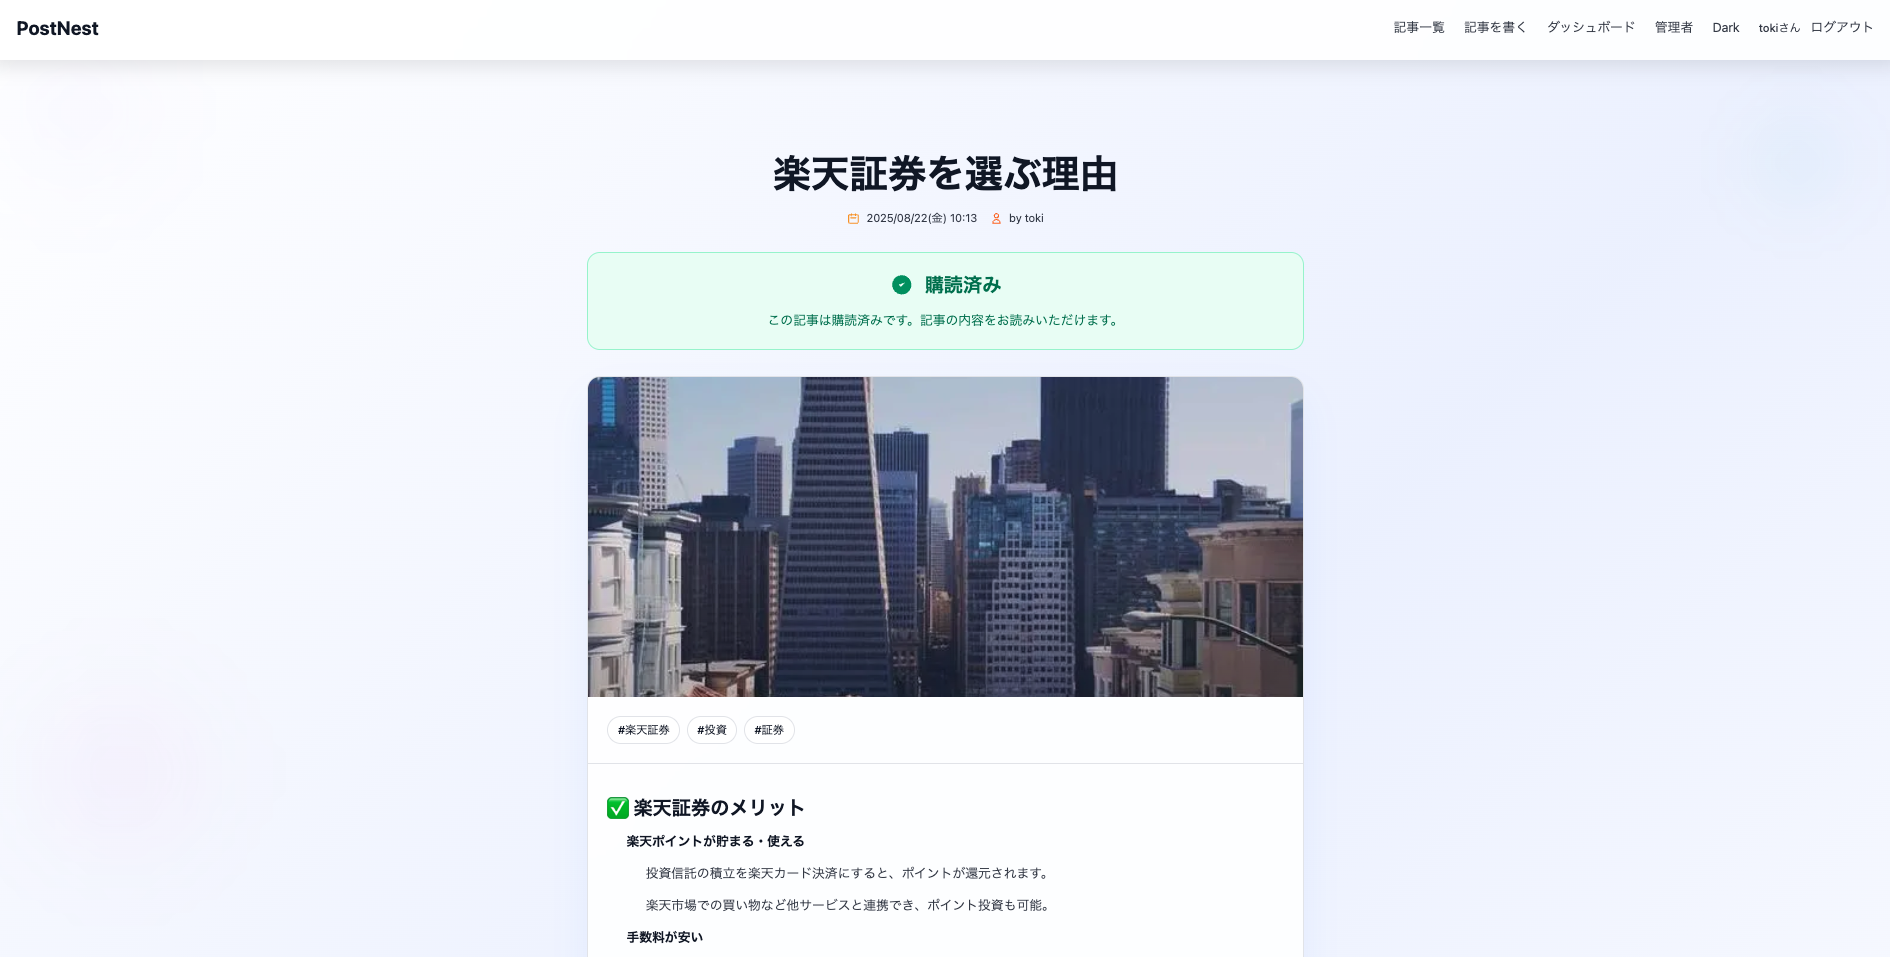 PostNest
記事一覧 記事を書く ダッシュボード 管理者 Dark tokiさん ログアウト
楽天証券を選ぶ理由
2025/08/22(金) 10:13 by toki
購読済み
この記事は購読済みです。記事の内容をお読みいただけます。
#楽天証券 #投資 #証券
✅ 楽天証券のメリット
楽天ポイントが貯まる・使える
投資信託の積立を楽天カード決済にすると、ポイントが還元されます。
楽天市場での買い物など他サービスと連携でき、ポイント投資も可能。
手数料が安い